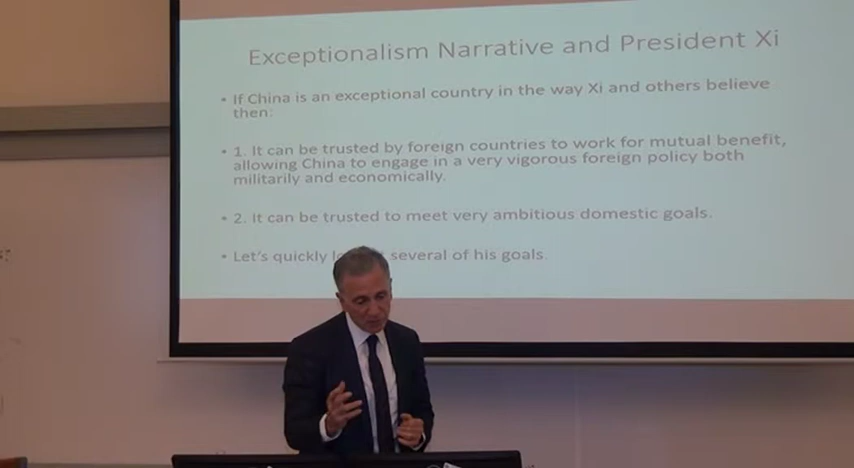 Exceptionalism Narrative and President Xi
• If China is an exceptional country in the way Xi and others believe
then:
• 1. It can be trusted by foreign countries to work for mutual benefit,
allowing China to engage in a very vigorous foreign policy both
militarily and economically.
• 2. It can be trusted to meet very ambitious domestic goals.
• Let's quickly several of his goals.